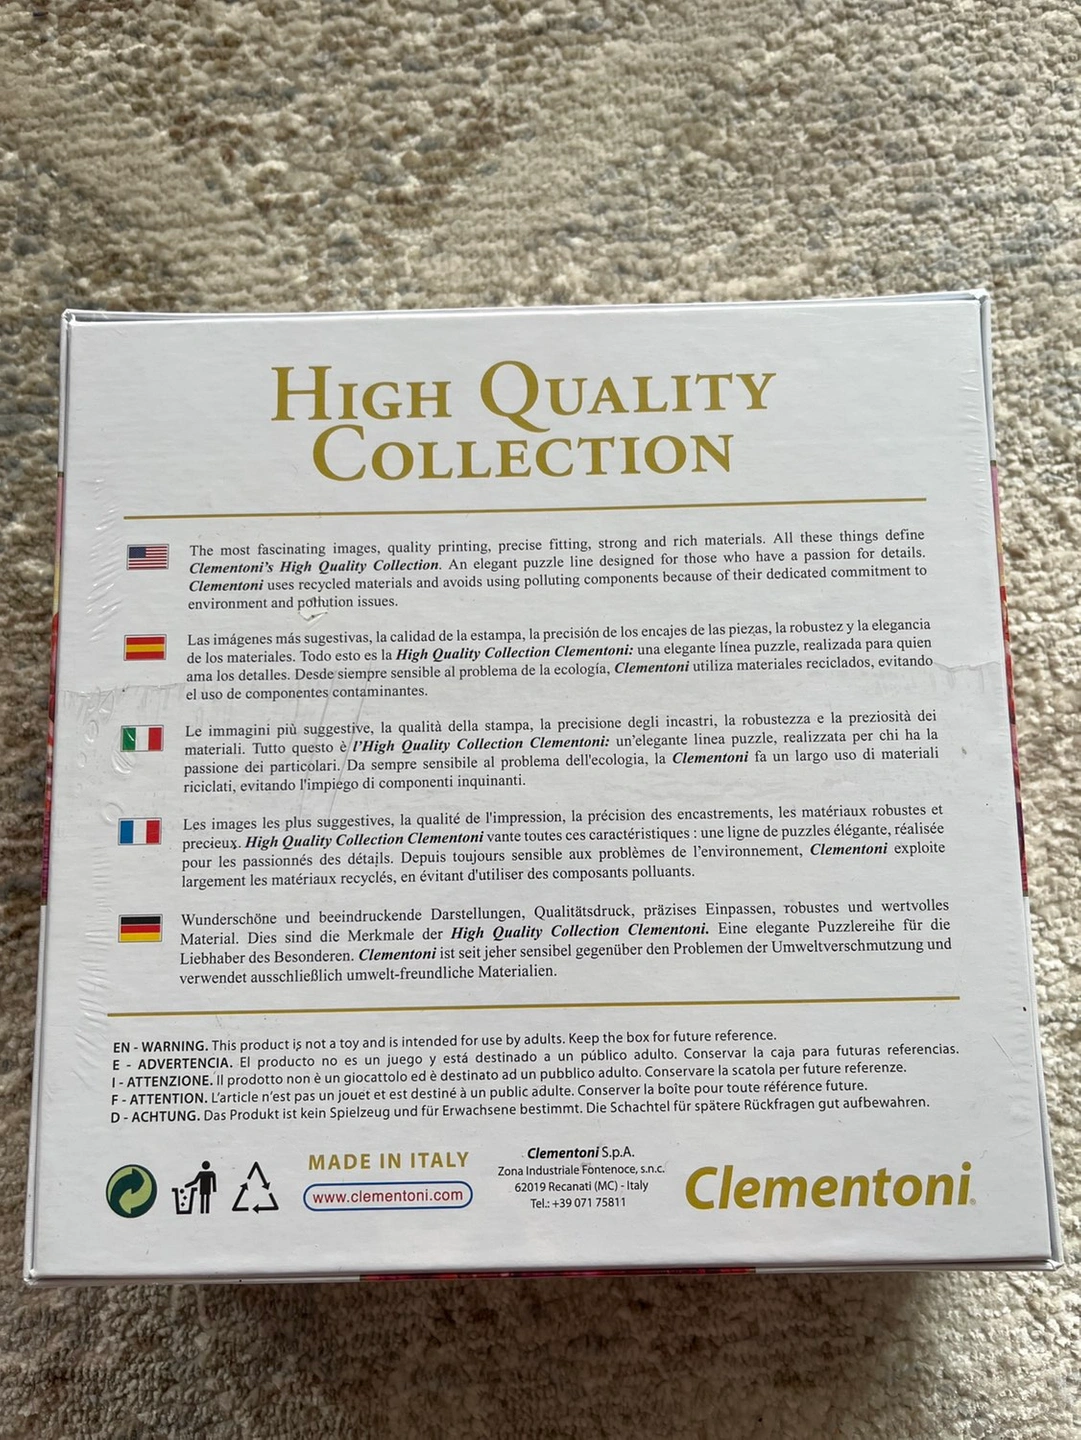 HIGH QUALITY
COLLECTION
The most fascinating images, quality printing, precise fitting, strong and rich materials. All these things define
Clementoni's High Quality Collection. An elegant puzzle line designed for those who have a passion for details.
Clementoni uses recycled materials and avoids using polluting components because of their dedicated commitment to
environment and pollution issues.
Las imágenes más sugestivas, la calidad de la estampa, la precisión de los encajes de las piezas, la robustez y la elegancia
de los materiales. Todo esto es la High Quality Collection Clementoni: una elegante línea puzzle, realizada para quien
ama los detalles. Desde siempre sensible al problema de la ecología, Clementoni utiliza materiales reciclados, evitando
el uso de componentes contaminantes.
Le immagini più suggestive, la qualità della stampa, la precisione degli incastri, la robustezza e la preziosità dei
materiali. Tutto questo è l'High Quality Collection Clementoni: un'elegante linea puzzle, realizzata per chi ha la
passione dei particolari. Da sempre sensibile al problema dell'ecologia, la Clementoni fa un largo uso di materiali
riciclati, evitando l'impiego di componenti inquinanti.
Les images les plus suggestives, la qualité de l'impression, la précision des encastrements, les matériaux robustes et
precieux. High Quality Collection Clementoni vante toutes ces caractéristiques : une ligne de puzzles élégante, réalisée
pour les passionnés des détails. Depuis toujours sensible aux problèmes de l'environnement, Clementoni exploite
largement les matériaux recyclés, en évitant d'utiliser des composants polluants.
Wunderschöne und beeindruckende Darstellungen, Qualitätsdruck, präzises Einpassen, robustes und wertvolles
Material. Dies sind die Merkmale der High Quality Collection Clementoni. Eine elegante Puzzlereihe für die
Liebhaber des Besonderen. Clementoni ist seit jeher sensibel gegenüber den Problemen der Umweltverschmutzung und
verwendet ausschließlich umwelt-freundliche Materialien.
EN - WARNING. This product is not a toy and is intended for use by adults. Keep the box for future reference.
E - ADVERTENCIA. El producto no es un juego y está destinado a un público adulto. Conservar la caja para futuras referencias.
I - ATTENZIONE. Il prodotto non è un giocattolo ed è destinato ad un pubblico adulto. Conservare la scatola per future referenze.
F - ATTENTION. L'article n'est pas un jouet et est destiné à un public adulte. Conserver la boîte pour toute référence future.
D - ACHTUNG. Das Produkt ist kein Spielzeug und für Erwachsene bestimmt. Die Schachtel für spätere Rückfragen gut aufbewahren.
MADE IN ITALY
www.clementoni.com
Clementoni S.p.A.
Zona Industriale Fontenoce, s.n.c.
62019 Recanati (MC) - Italy
Tel.: +39 071 75811
Clementoni®